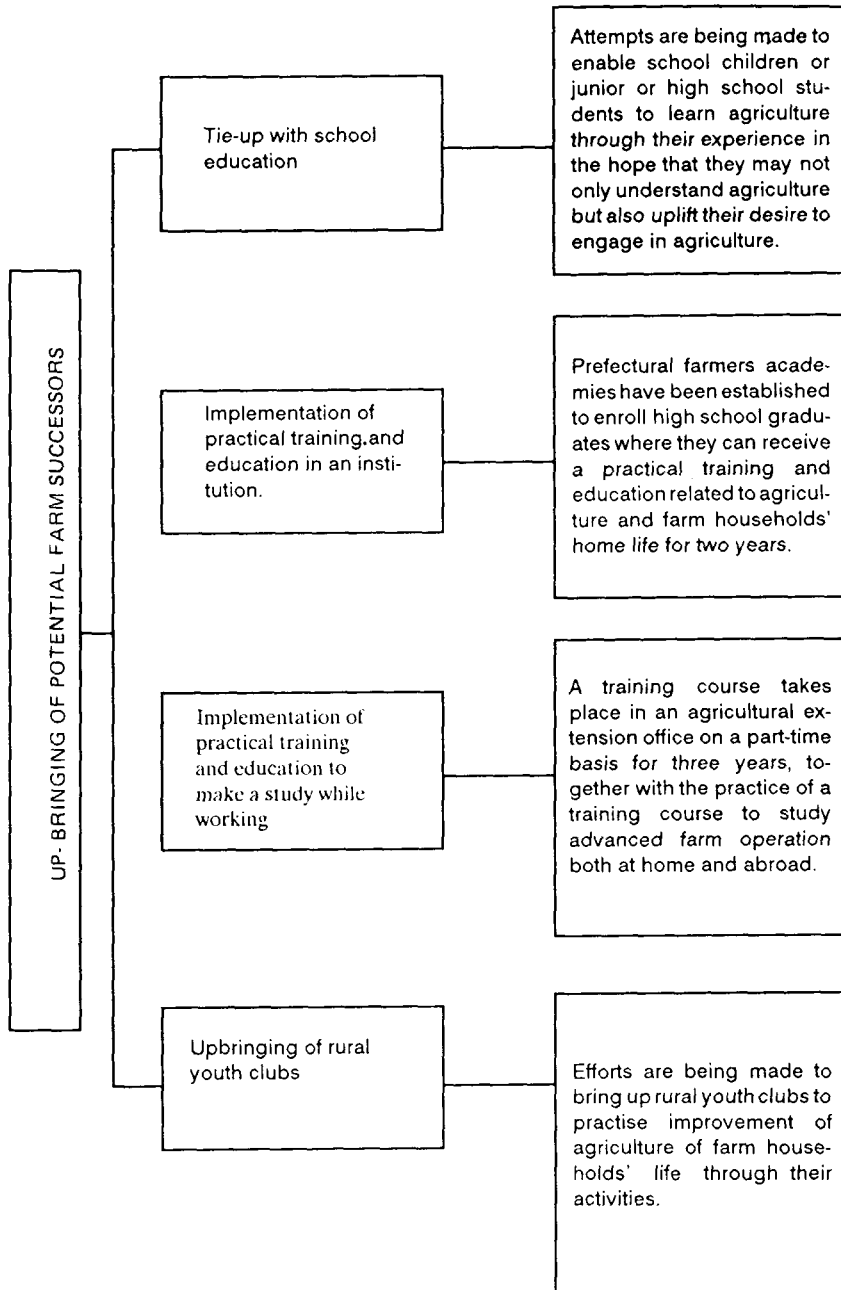 UP- BRINGING OF POTENTIAL FARM SUCCESSORS
Tie-up with school
education
Attempts are being made to
enable school children or
junior or high school stu-
dents to learn agriculture
through their experience in
the hope that they may not
only understand agriculture
but also uplift their desire to
engage in agriculture.
Implementation of
practical training.and
education in an insti-
tution.
Prefectural farmers acade-
mies have been established
to enroll high school gradu-
ates where they can receive
a practical training and
education related to agricul-
ture and farm households'
home life for two years.
Implementation of
practical training
and education to
make a study while
working
A training course takes
place in an agricultural ex-
tension office on a part-time
basis for three years, to-
gether with the practice of a
training course to study
advanced farm operation
both at home and abroad.
Upbringing of rural
youth clubs
Efforts are being made to
bring up rural youth clubs to
practise improvement of
agriculture of farm house-
holds' life through their
activities.